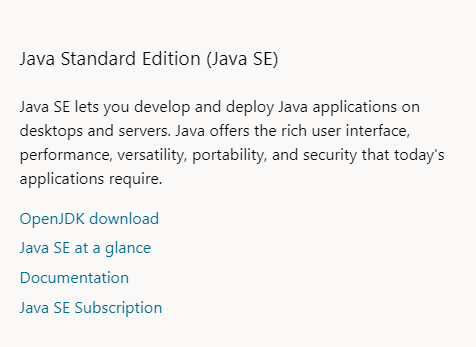 Java Standard Edition (Java SE)
Java SE lets you develop and deploy Java applications on
desktops and servers. Java offers the rich user interface,
performance, versatility, portability, and security that today's
applications require.
OpenJDK download
Java SE at a glance
Documentation
Java SE Subscription